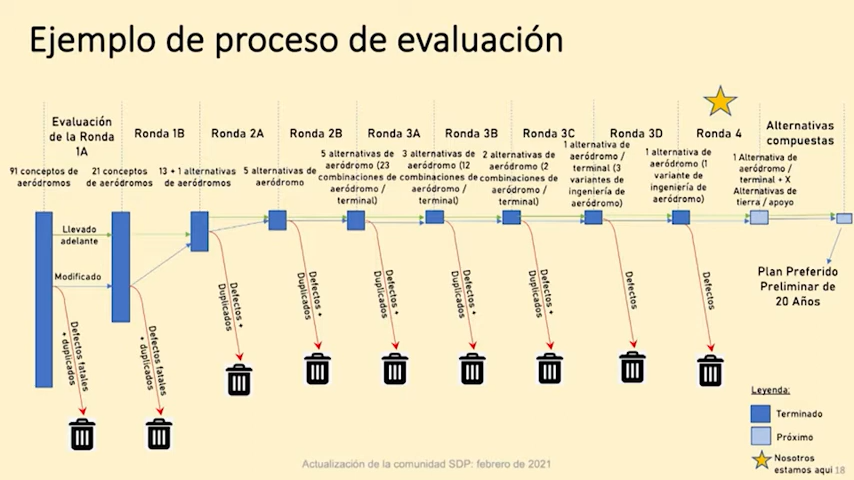 Ejemplo de proceso de evaluación
Evaluación
de la Ronda
1A
Ronda 1B
Ronda 2A
Ronda 2B
Ronda 3A
Ronda 3B
Ronda 3C
Ronda 3D
Ronda 4
Alternativas
compuestas
91 conceptos de
aeródromos
21 conceptos
de aeródromos
13 + 1 alternativas
de aeródromos
5 alternativas de
aeródromo
5 alternativas de
aeródromo (23
combinaciones de
aeródromo /
terminal)
3 alternativas de
aeródromo (12
combinaciones de
aeródromo /
terminal)
2 alternativas de
aeródromo (2
combinaciones de
aeródromo /
terminal)
1 alternativa de
aeródromo /
terminal (3
variantes de
ingeniería de
aeródromo)
1 alternativa de
aeródromo (1
variante de
ingeniería de
aeródromo)
1 Alternativa de
aeródromo /
terminal + X
Alternativas de
tierra / apoyo
Llevado
adelante
Modificado
Defectos fatales
+ duplicados
Defectos fatales
+ duplicados
Defectos +
Duplicados
Defectos +
Duplicados
Defectos +
Duplicados
Defectos +
Duplicados
Defectos +
Duplicados
Defectos
Defectos
Plan Preferido
Preliminar de
20 Años
Leyenda:
Terminado
Próximo
Nosotros
estamos aqui
Actualización de la comunidad SDP: febrero de 2021
18